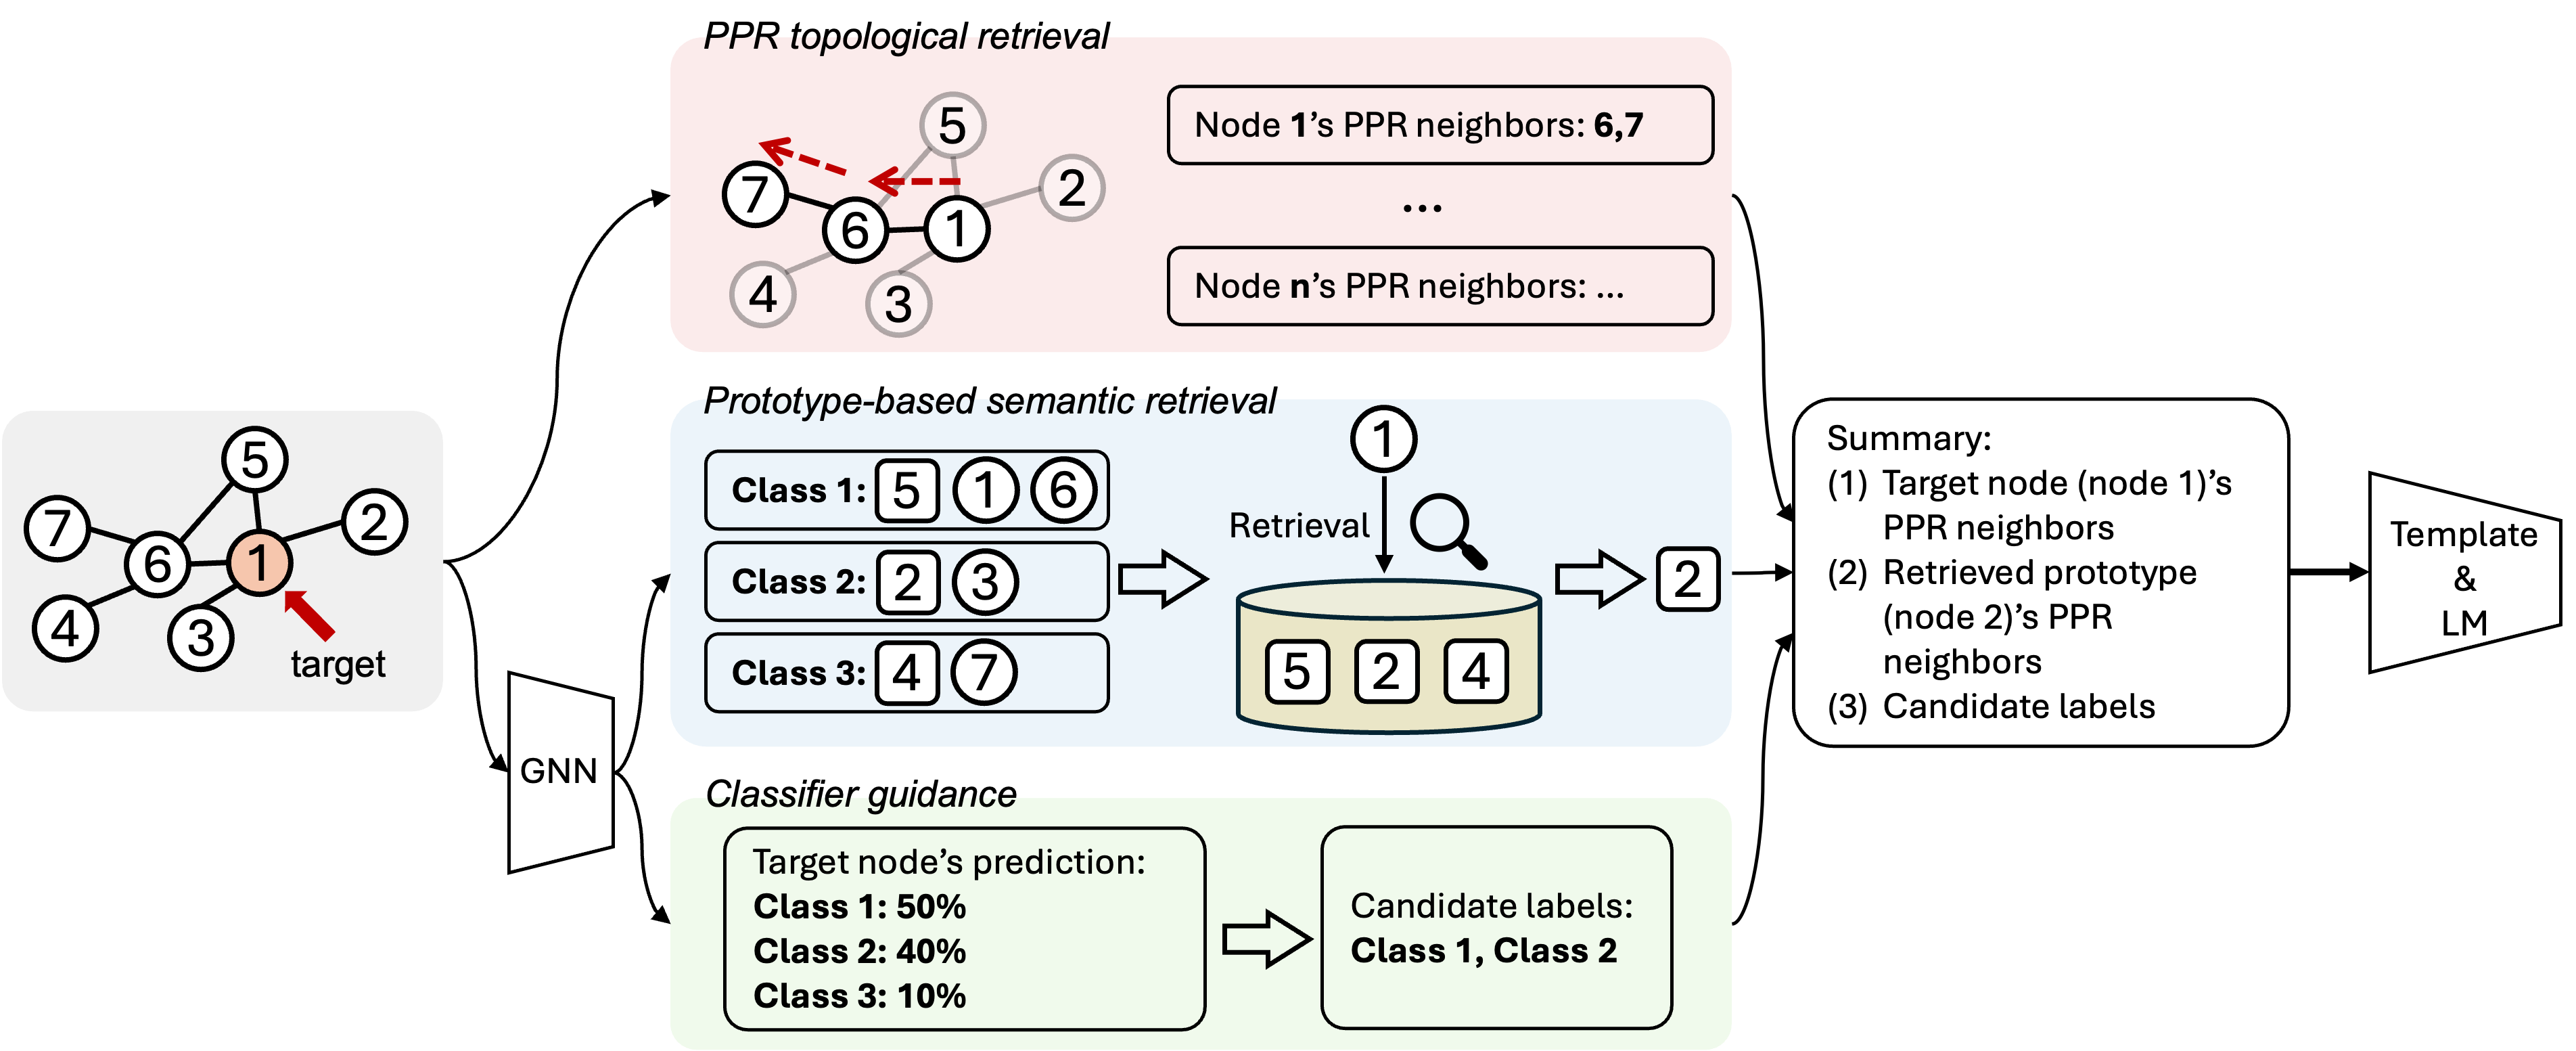 PPR topological retrieval
5
7
6
1
2
4
3
Node 1's PPR neighbors: 6,7
...
Node n's PPR neighbors: ...
5
7
6
1
2
4
3
target
GNN
Prototype-based semantic retrieval
Class 1: 5 1 6
Class 2: 2 3
Class 3: 4 7
1
Retrieval
5 2 4
2
Classifier guidance
Target node's prediction:
Class 1: 50%
Class 2: 40%
Class 3: 10%
Candidate labels:
Class 1, Class 2
Summary:
(1) Target node (node 1)'s
PPR neighbors
(2) Retrieved prototype
(node 2)'s PPR
neighbors
(3) Candidate labels
Template
&
LM